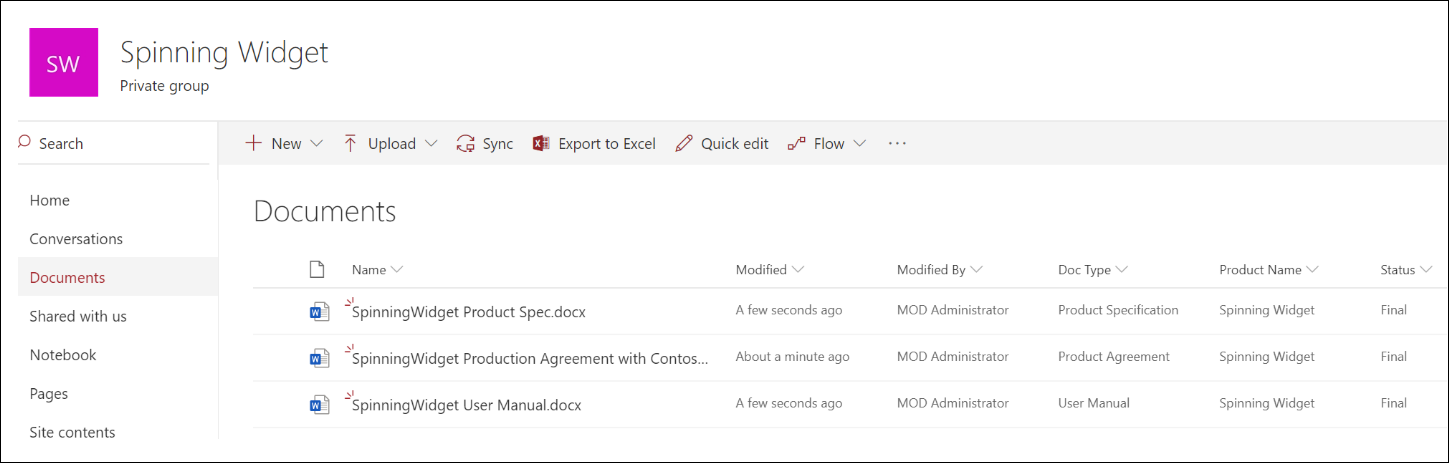 SW
Spinning Widget
Private group
Search
New Upload Sync Export to Excel Quick edit Flow ...
Home
Conversations
Documents
Shared with us
Notebook
Pages
Site contents
Documents
Name Modified Modified By Doc Type Product Name Status
SpinningWidget Product Spec.docx A few seconds ago MOD Administrator Product Specification Spinning Widget Final
SpinningWidget Production Agreement with Contos... About a minute ago MOD Administrator Product Agreement Spinning Widget Final
SpinningWidget User Manual.docx A few seconds ago MOD Administrator User Manual Spinning Widget Final